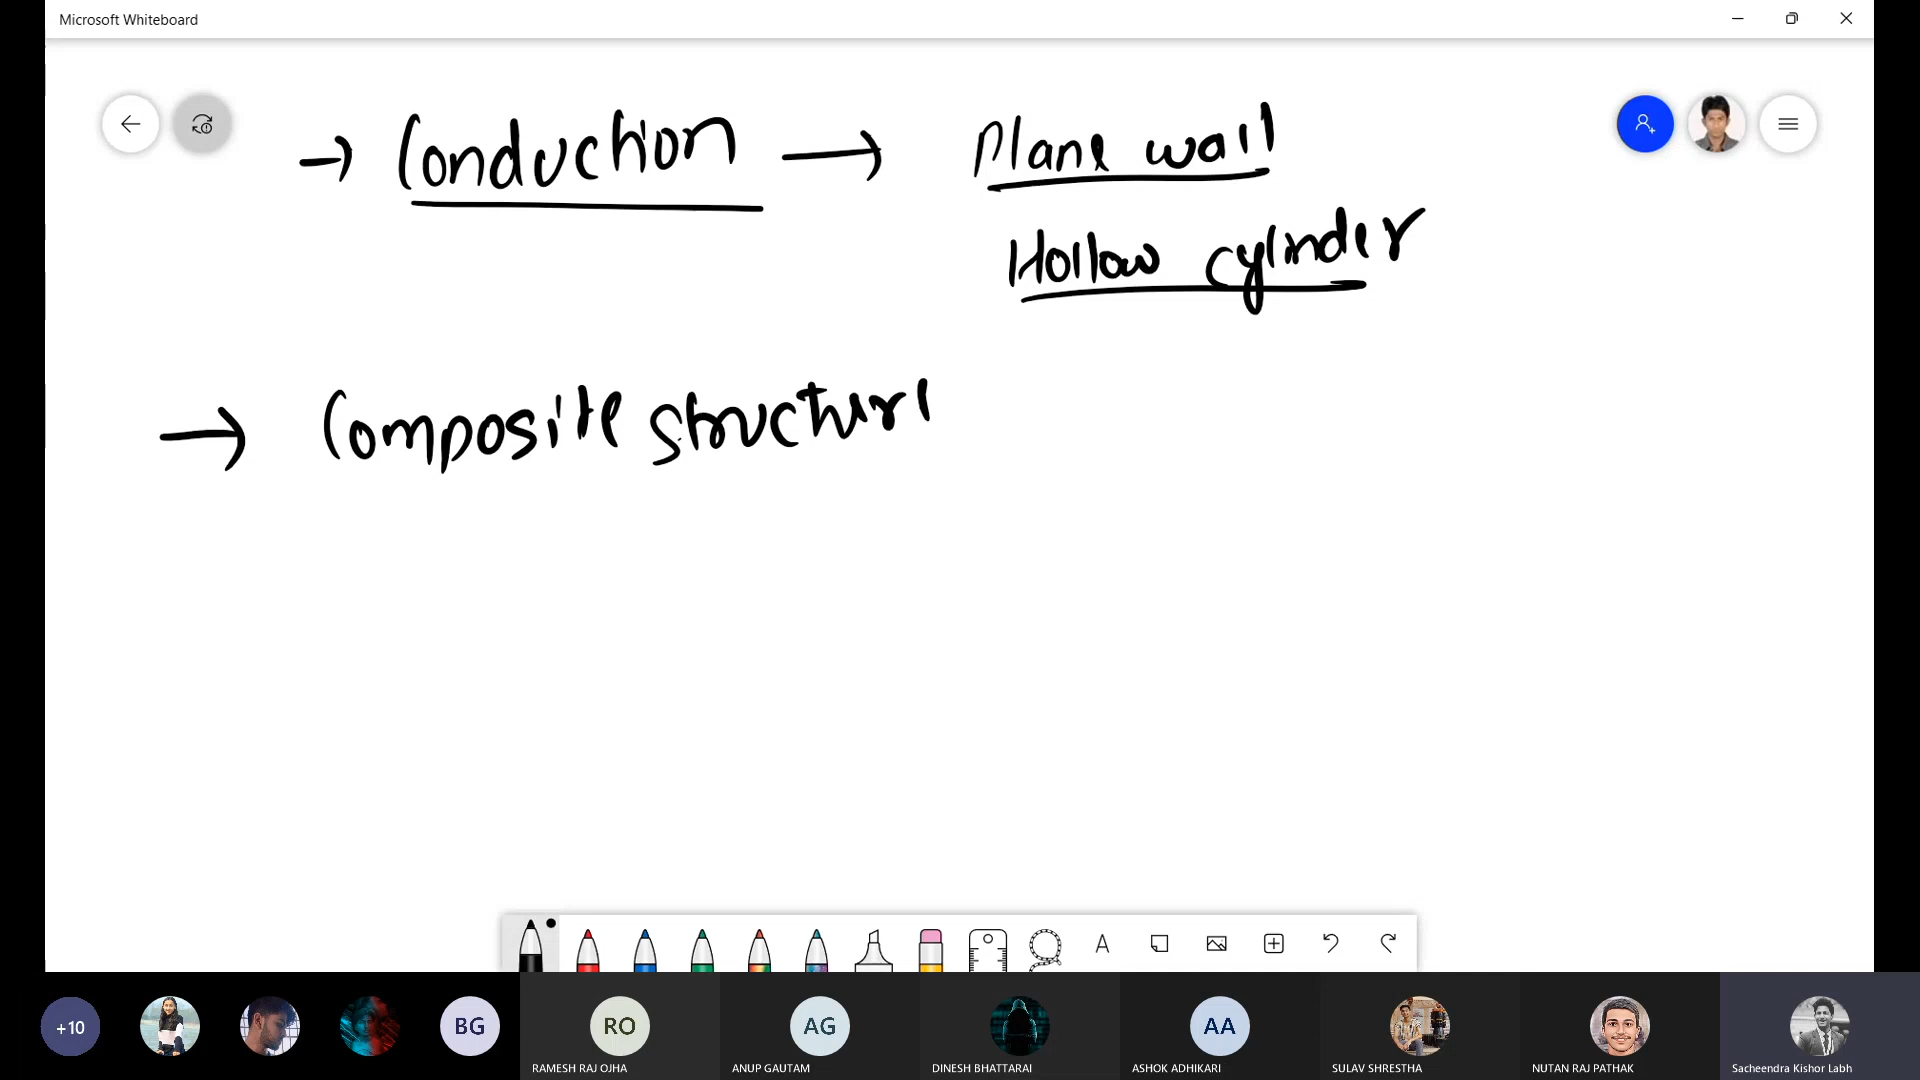 Microsoft Whiteboard
→ Conduction → Plane wall
Hollow cylinder
→ Composite structure
A
+10
BG
RO
AG
AA
RAMESH RAJ OJHA
ANUP GAUTAM
DINESH BHATTARAI
ASHOK ADHIKARI
SULAV SHRESTHA
NUTAN RAJ PATHAK
Sacheendra Kishor Labh